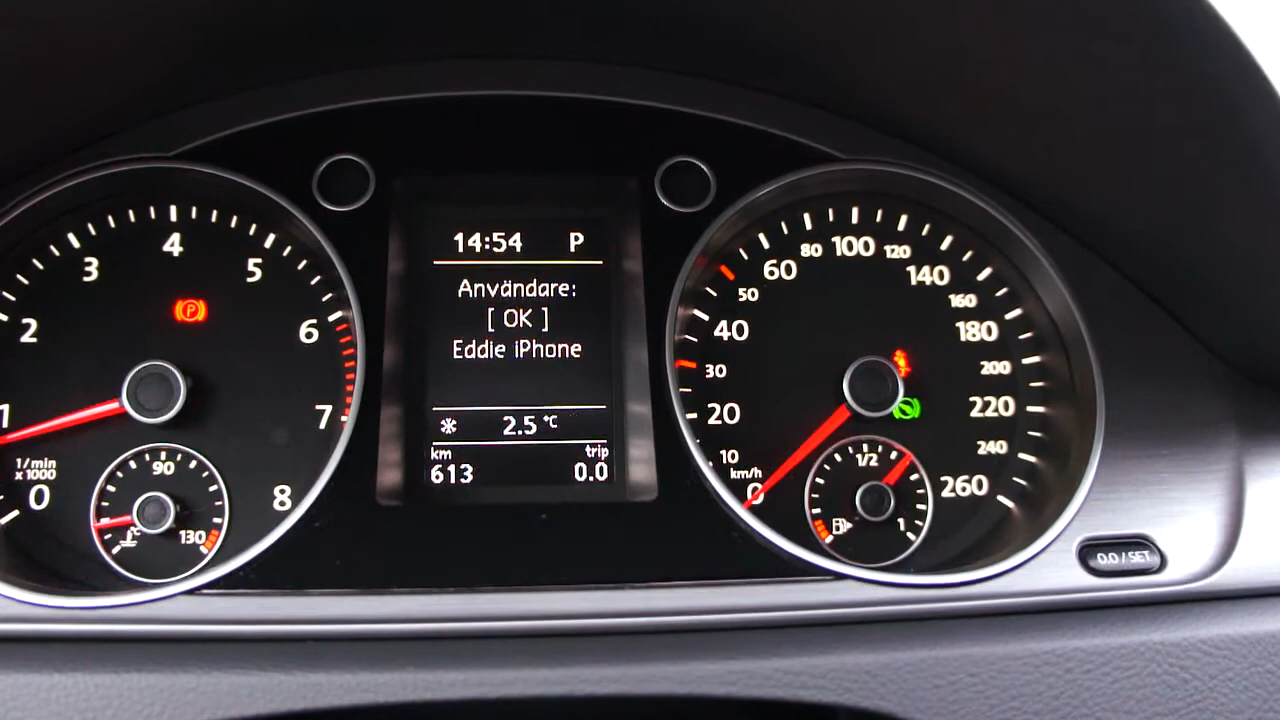 1
2
3
4
5
6
7
8
1/min
x1000
0
90
130
°C
P
14:54 P
Användare:
[ OK ]
Eddie iPhone
2.5 °C
km trip
613 0.0
0
10
20
30
40
50
60
80
100
120
140
160
180
200
220
240
260
km/h
1/2
1
0.0 / SET